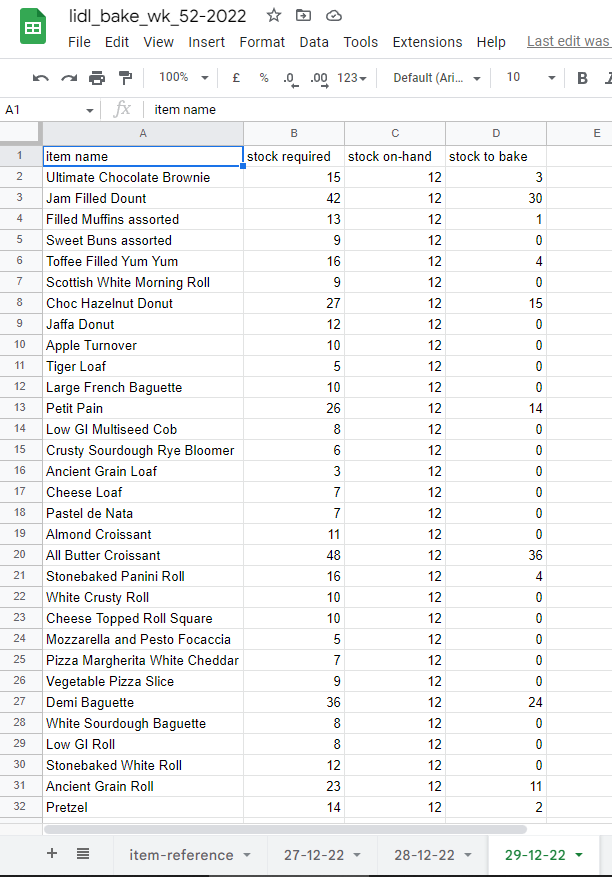 lidl_bake_wk_52-2022
File Edit View Insert Format Data Tools Extensions Help Last edit was
100% £ % .0 .00 123 Default (Ari... 10 B
A1 fx item name
A B C D E
1 item name stock required stock on-hand stock to bake
2 Ultimate Chocolate Brownie 15 12 3
3 Jam Filled Dount 42 12 30
4 Filled Muffins assorted 13 12 1
5 Sweet Buns assorted 9 12 0
6 Toffee Filled Yum Yum 16 12 4
7 Scottish White Morning Roll 9 12 0
8 Choc Hazelnut Donut 27 12 15
9 Jaffa Donut 12 12 0
10 Apple Turnover 10 12 0
11 Tiger Loaf 5 12 0
12 Large French Baguette 10 12 0
13 Petit Pain 26 12 14
14 Low GI Multiseed Cob 8 12 0
15 Crusty Sourdough Rye Bloomer 6 12 0
16 Ancient Grain Loaf 3 12 0
17 Cheese Loaf 7 12 0
18 Pastel de Nata 7 12 0
19 Almond Croissant 11 12 0
20 All Butter Croissant 48 12 36
21 Stonebaked Panini Roll 16 12 4
22 White Crusty Roll 10 12 0
23 Cheese Topped Roll Square 10 12 0
24 Mozzarella and Pesto Focaccia 5 12 0
25 Pizza Margherita White Cheddar 7 12 0
26 Vegetable Pizza Slice 9 12 0
27 Demi Baguette 36 12 24
28 White Sourdough Baguette 8 12 0
29 Low GI Roll 8 12 0
30 Stonebaked White Roll 12 12 0
31 Ancient Grain Roll 23 12 11
32 Pretzel 14 12 2
item-reference 27-12-22 28-12-22 29-12-22